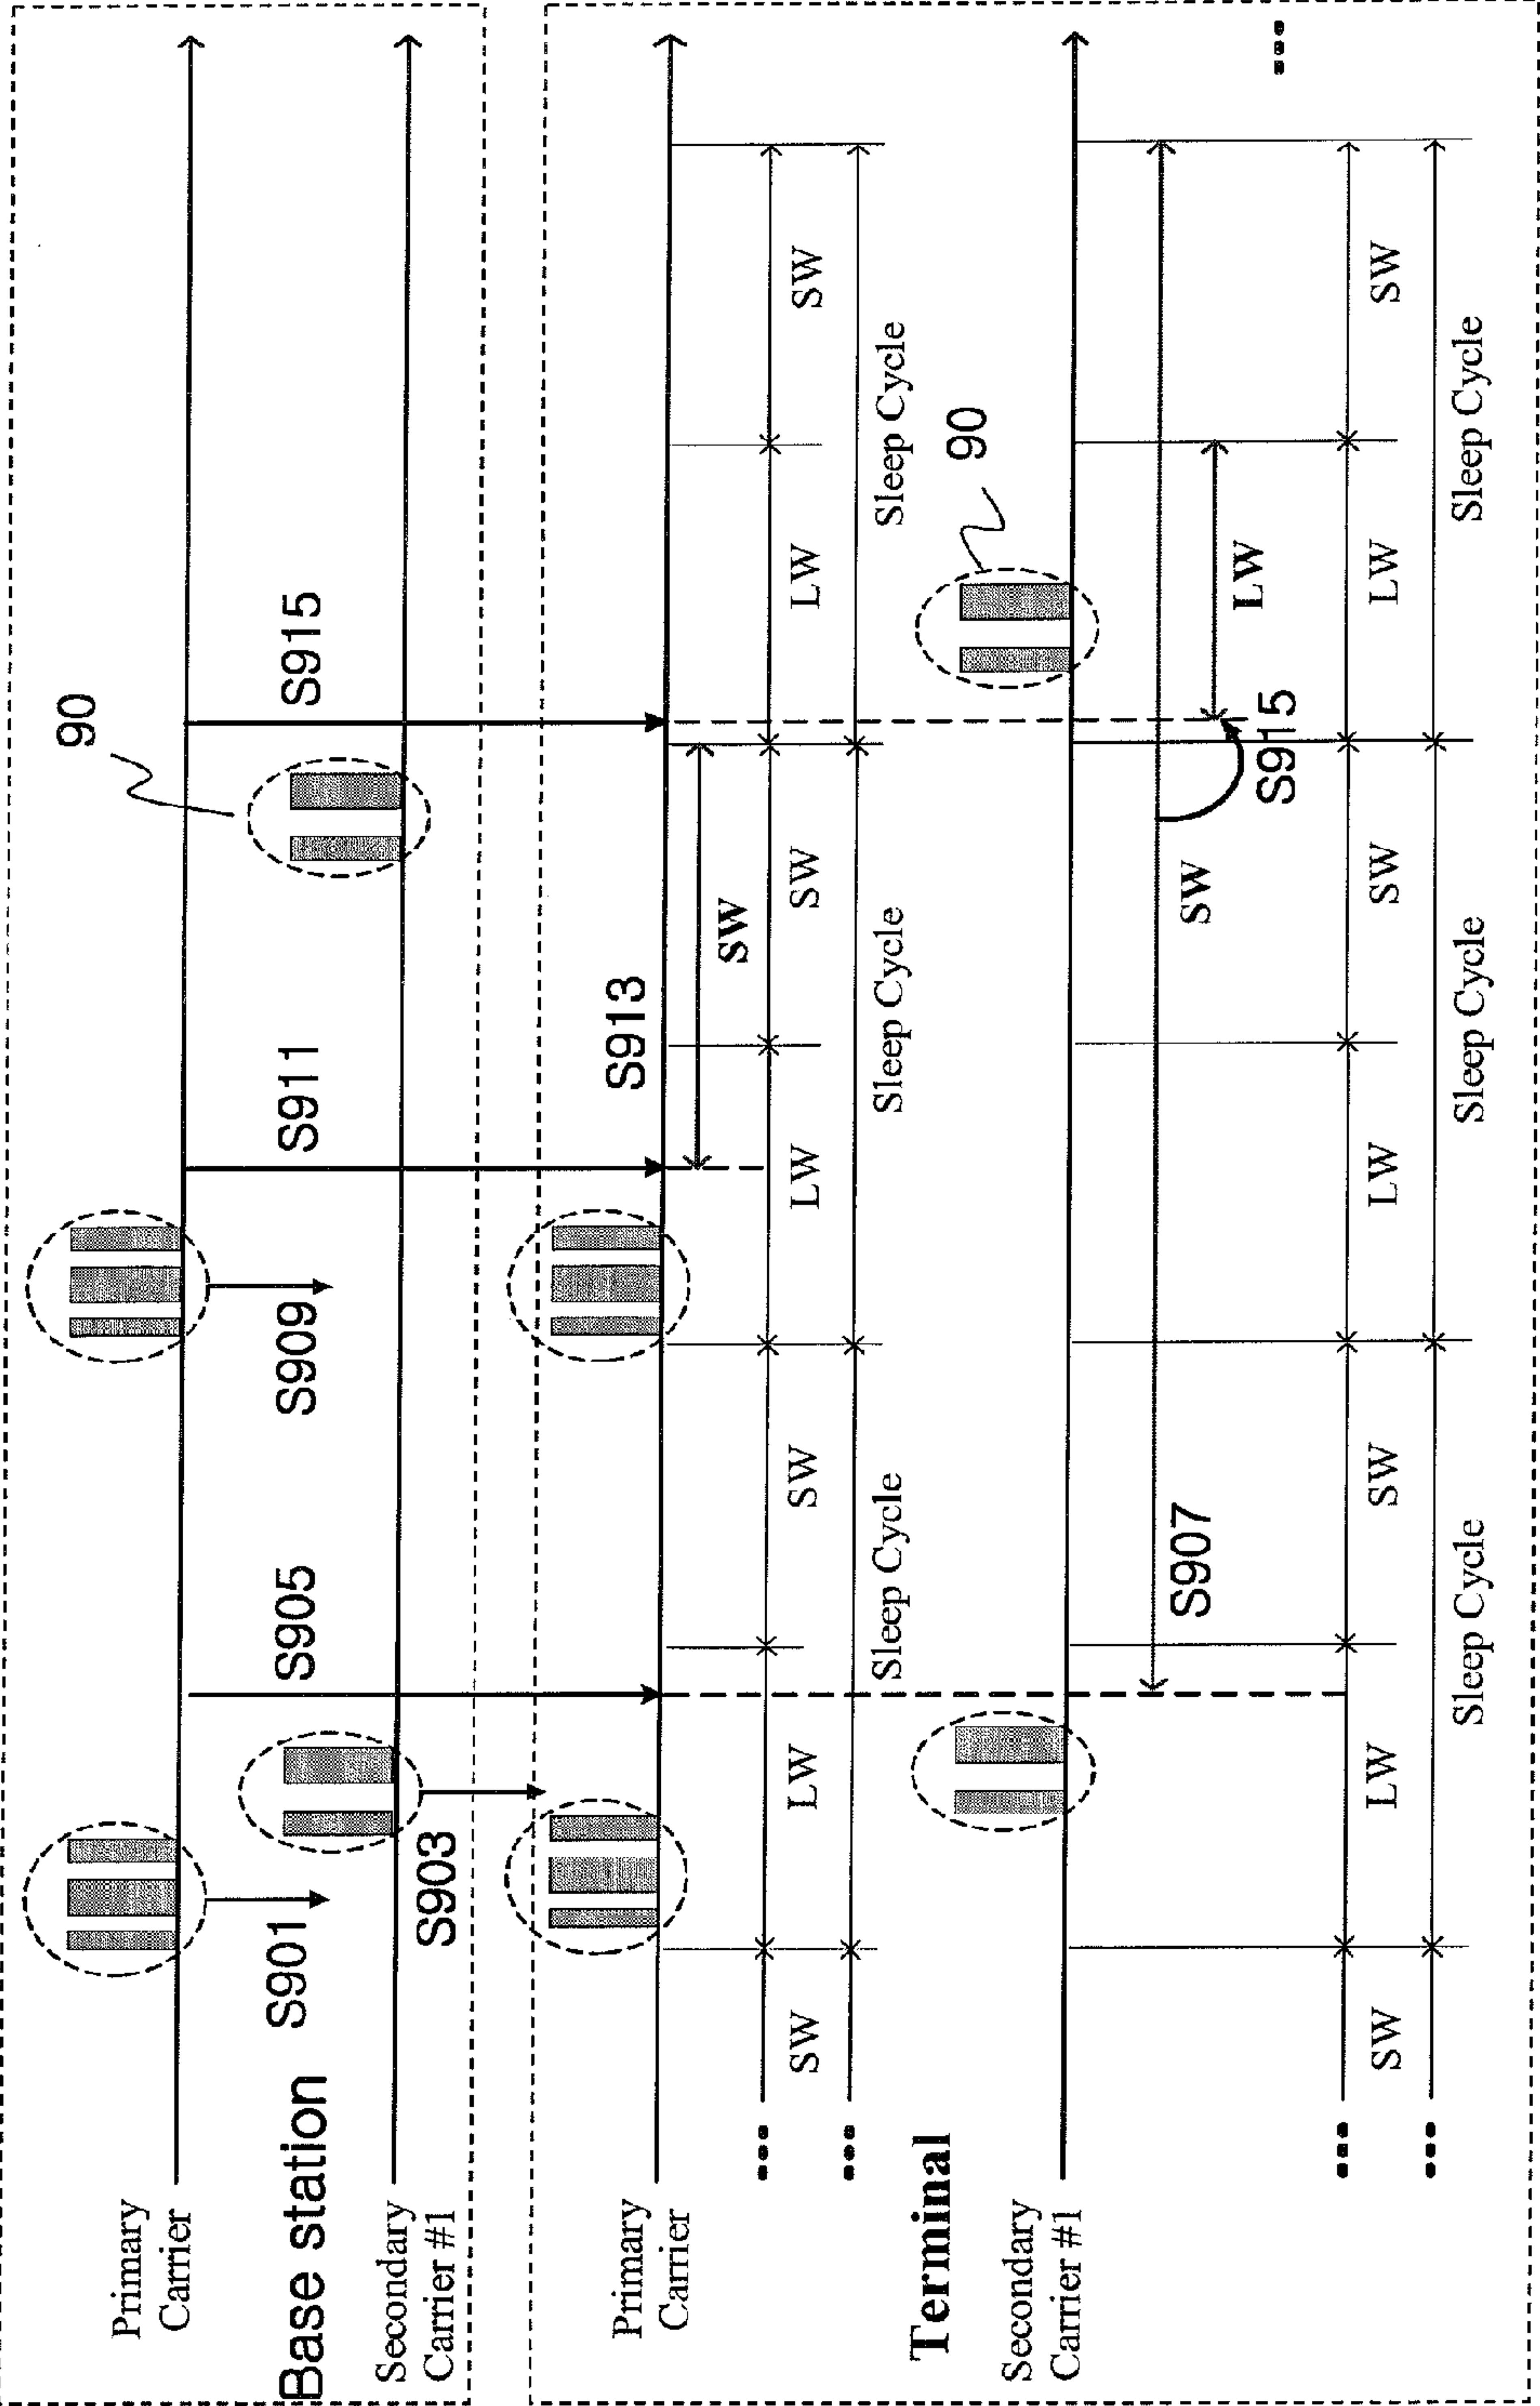 Primary
Carrier
90
S901
S905
S909
S911
S915
Base station
Secondary
Carrier #1
S903
Primary
Carrier
S913
SW
SW
LW
SW
LW
SW
LW
SW
Sleep Cycle
Sleep Cycle
Sleep Cycle
Terminal
90
Secondary
Carrier #1
S907
SW
LW
S915
SW
LW
SW
LW
SW
LW
SW
Sleep Cycle
Sleep Cycle
Sleep Cycle